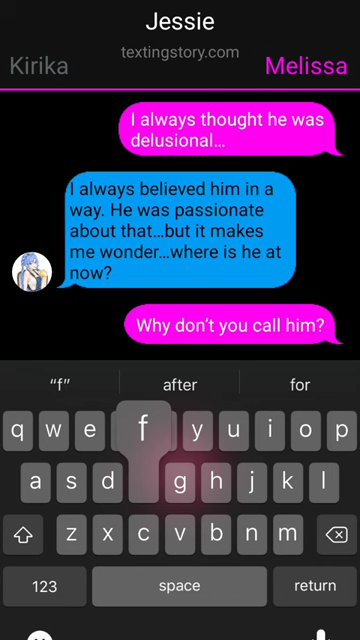 Jessie
textingstory.com
Kirika
Melissa
I always thought he was
delusional…
I always believed him in a
way. He was passionate
about that…but it makes
me wonder…where is he at
now?
Why don't you call him?
“f” after for
q w e f y u i o p
a s d g h j k l
z x c v b n m
123 space return